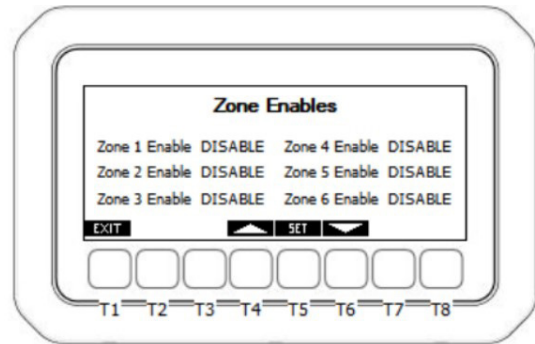 Zone Enables
Zone 1 Enable DISABLE Zone 4 Enable DISABLE
Zone 2 Enable DISABLE Zone 5 Enable DISABLE
Zone 3 Enable DISABLE Zone 6 Enable DISABLE
EXIT SET
T1 T2 T3 T4 T5 T6 T7 T8